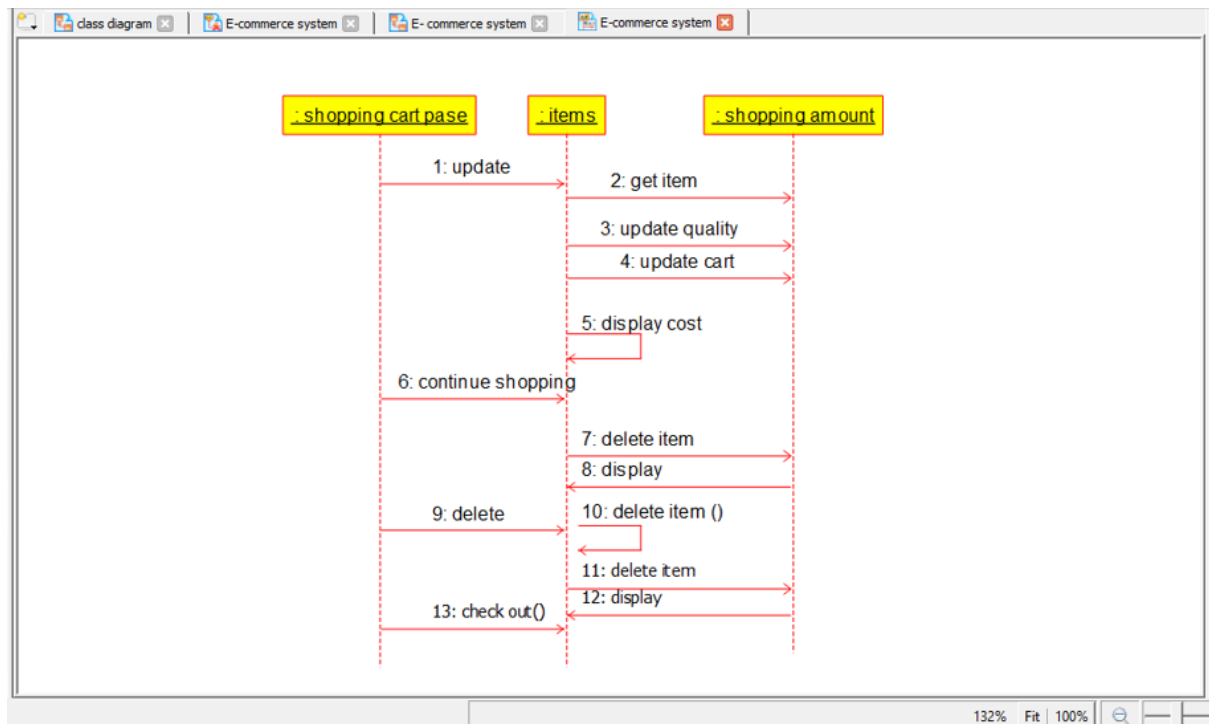 class diagram E-commerce system E- commerce system E-commerce system
: shopping cart pase : items : shopping amount
1: update
2: get item
3: update quality
4: update cart
5: display cost
6: continue shopping
7: delete item
8: display
9: delete
10: delete item ()
11: delete item
12: display
13: check out()
132% Fit 100%